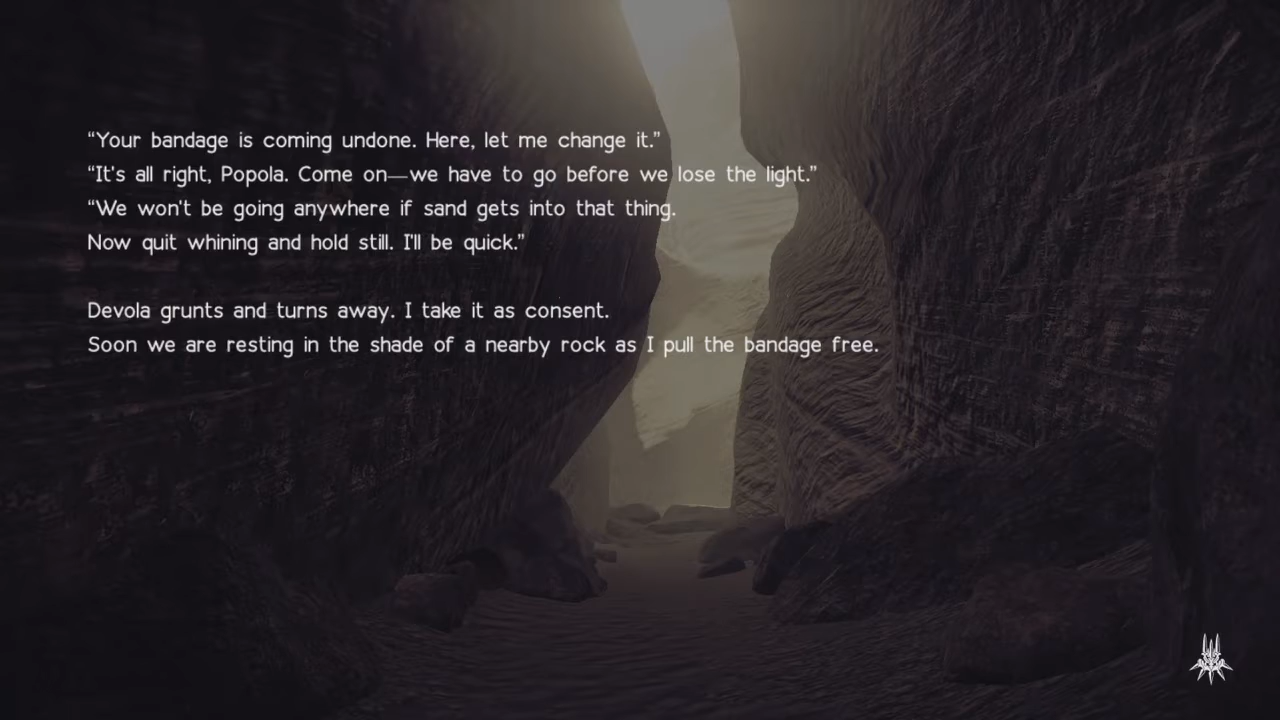 “Your bandage is coming undone. Here, let me change it.”
“It's all right, Popola. Come on—we have to go before we lose the light.”
“We won't be going anywhere if sand gets into that thing.
Now quit whining and hold still. I'll be quick.”
Devola grunts and turns away. I take it as consent.
Soon we are resting in the shade of a nearby rock as I pull the bandage free.